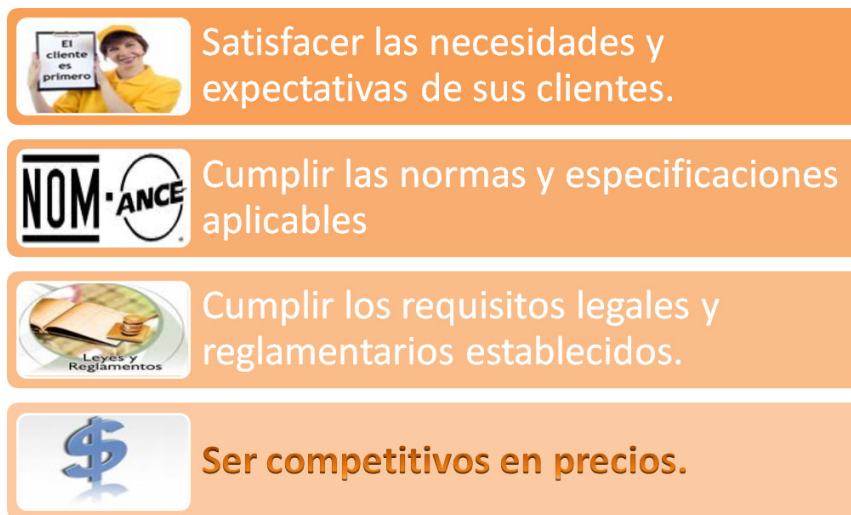 El
cliente
es
primero
Satisfacer las necesidades y
expectativas de sus clientes.
NOM·ANCE
Cumplir las normas y especificaciones
aplicables
Leyes y
Reglamentos
Cumplir los requisitos legales y
reglamentarios establecidos.
$
Ser competitivos en precios.